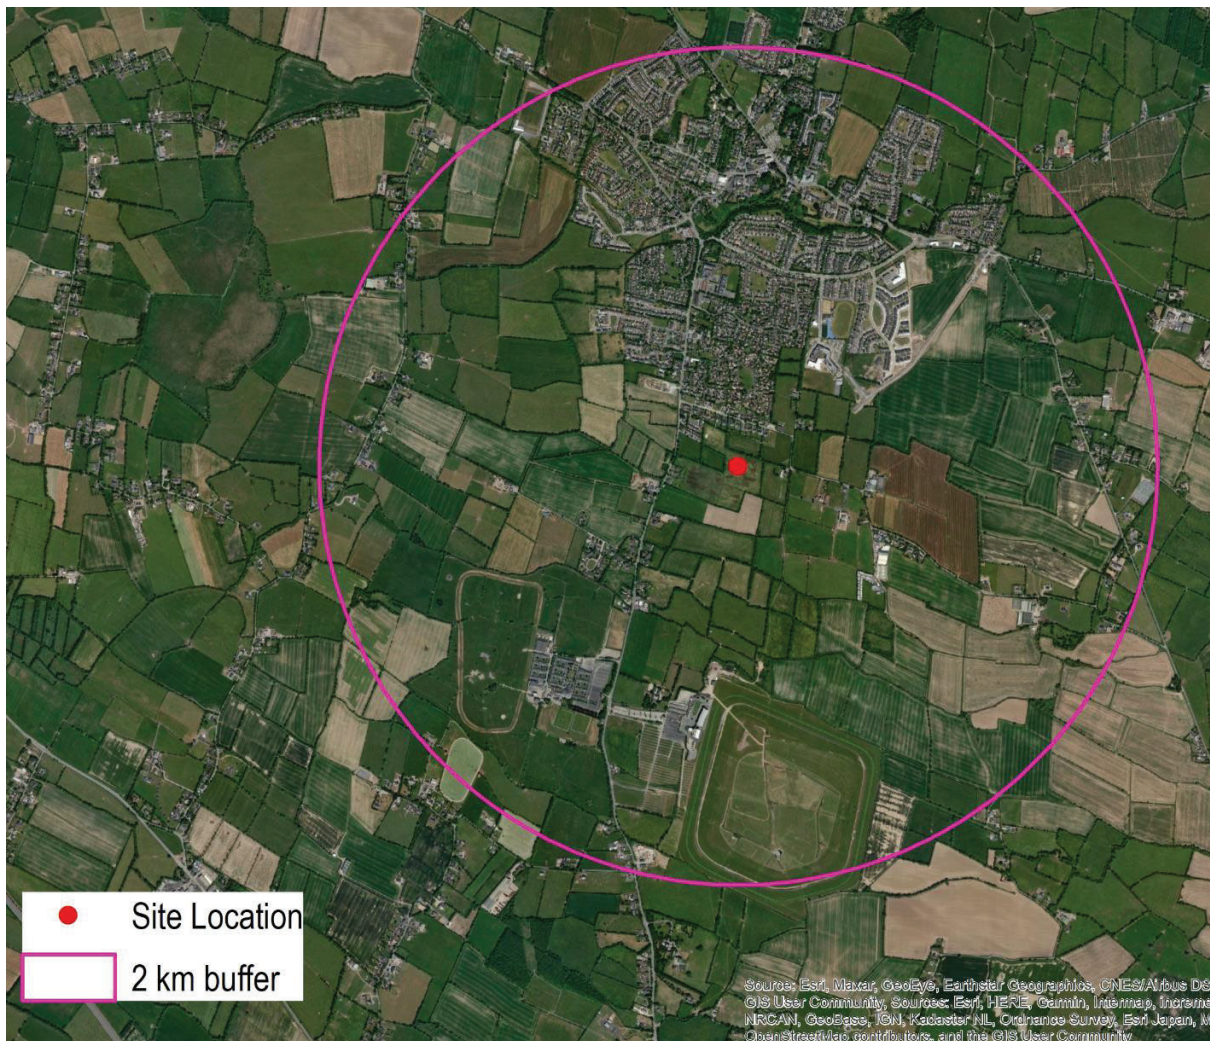 Site Location
2 km buffer
Source: Esri, Maxar, GeoEye, Earthstar Geographics, CNES/Airbus DS
GIS User Community, Sources: Esri, HERE, Garmin, Intermap, increme
NRCAN, GeoBase, IGN, Kadaster NL, Ordnance Survey, Esri Japan, M
OpenStreetMap contributors, and the GIS User Community